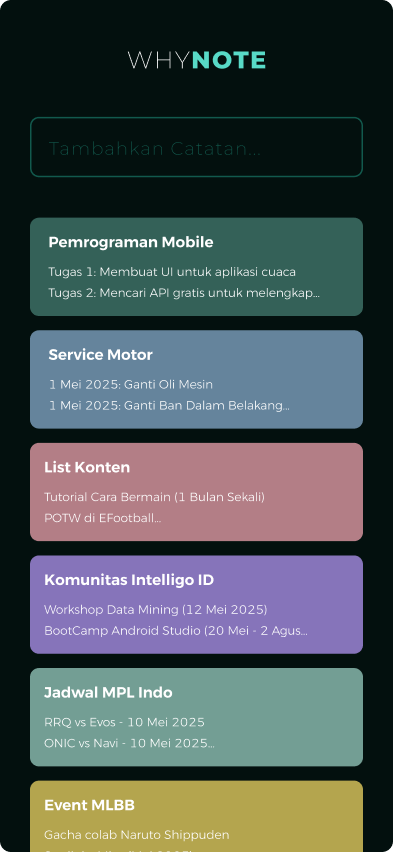 WHYNOTE
Tambahkan Catatan...
Pemrograman Mobile
Tugas 1: Membuat UI untuk aplikasi cuaca
Tugas 2: Mencari API gratis untuk melengkap...
Service Motor
1 Mei 2025: Ganti Oli Mesin
1 Mei 2025: Ganti Ban Dalam Belakang...
List Konten
Tutorial Cara Bermain (1 Bulan Sekali)
POTW di EFootball...
Komunitas Intelligo ID
Workshop Data Mining (12 Mei 2025)
BootCamp Android Studio (20 Mei - 2 Agus...
Jadwal MPL Indo
RRQ vs Evos - 10 Mei 2025
ONIC vs Navi - 10 Mei 2025...
Event MLBB
Gacha colab Naruto Shippuden